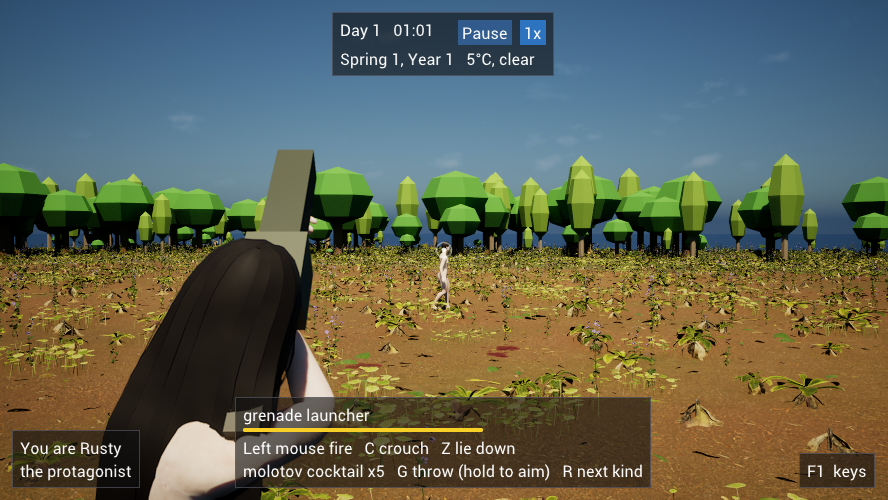 Day 1 01:01 Pause 1x
Spring 1, Year 1 5°C, clear
grenade launcher
Left mouse fire C crouch Z lie down
molotov cocktail x5 G throw (hold to aim) R next kind
You are Rusty
the protagonist
F1 keys